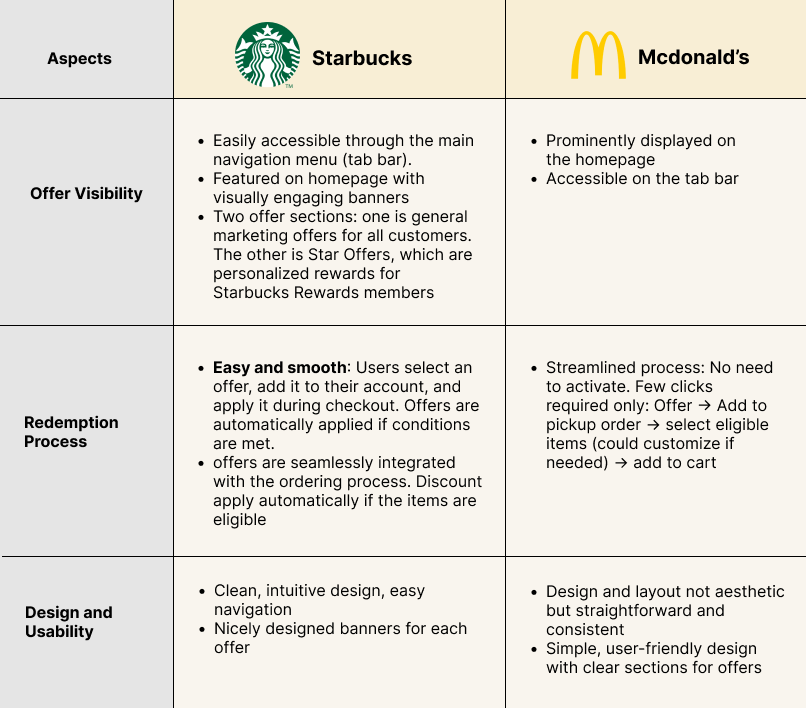 Aspects
Starbucks
TM
Mcdonald’s
Offer Visibility
• Easily accessible through the main
navigation menu (tab bar).
• Featured on homepage with
visually engaging banners
• Two offer sections: one is general
marketing offers for all customers.
The other is Star Offers, which are
personalized rewards for
Starbucks Rewards members
• Prominently displayed on
the homepage
• Accessible on the tab bar
Redemption
Process
• Easy and smooth: Users select an
offer, add it to their account, and
apply it during checkout. Offers are
automatically applied if conditions
are met.
• offers are seamlessly integrated
with the ordering process. Discount
apply automatically if the items are
eligible
• Streamlined process: No need
to activate. Few clicks
required only: Offer → Add to
pickup order → select eligible
items (could customize if
needed) → add to cart
Design and
Usability
• Clean, intuitive design, easy
navigation
• Nicely designed banners for each
offer
• Design and layout not aesthetic
but straightforward and
consistent
• Simple, user-friendly design
with clear sections for offers